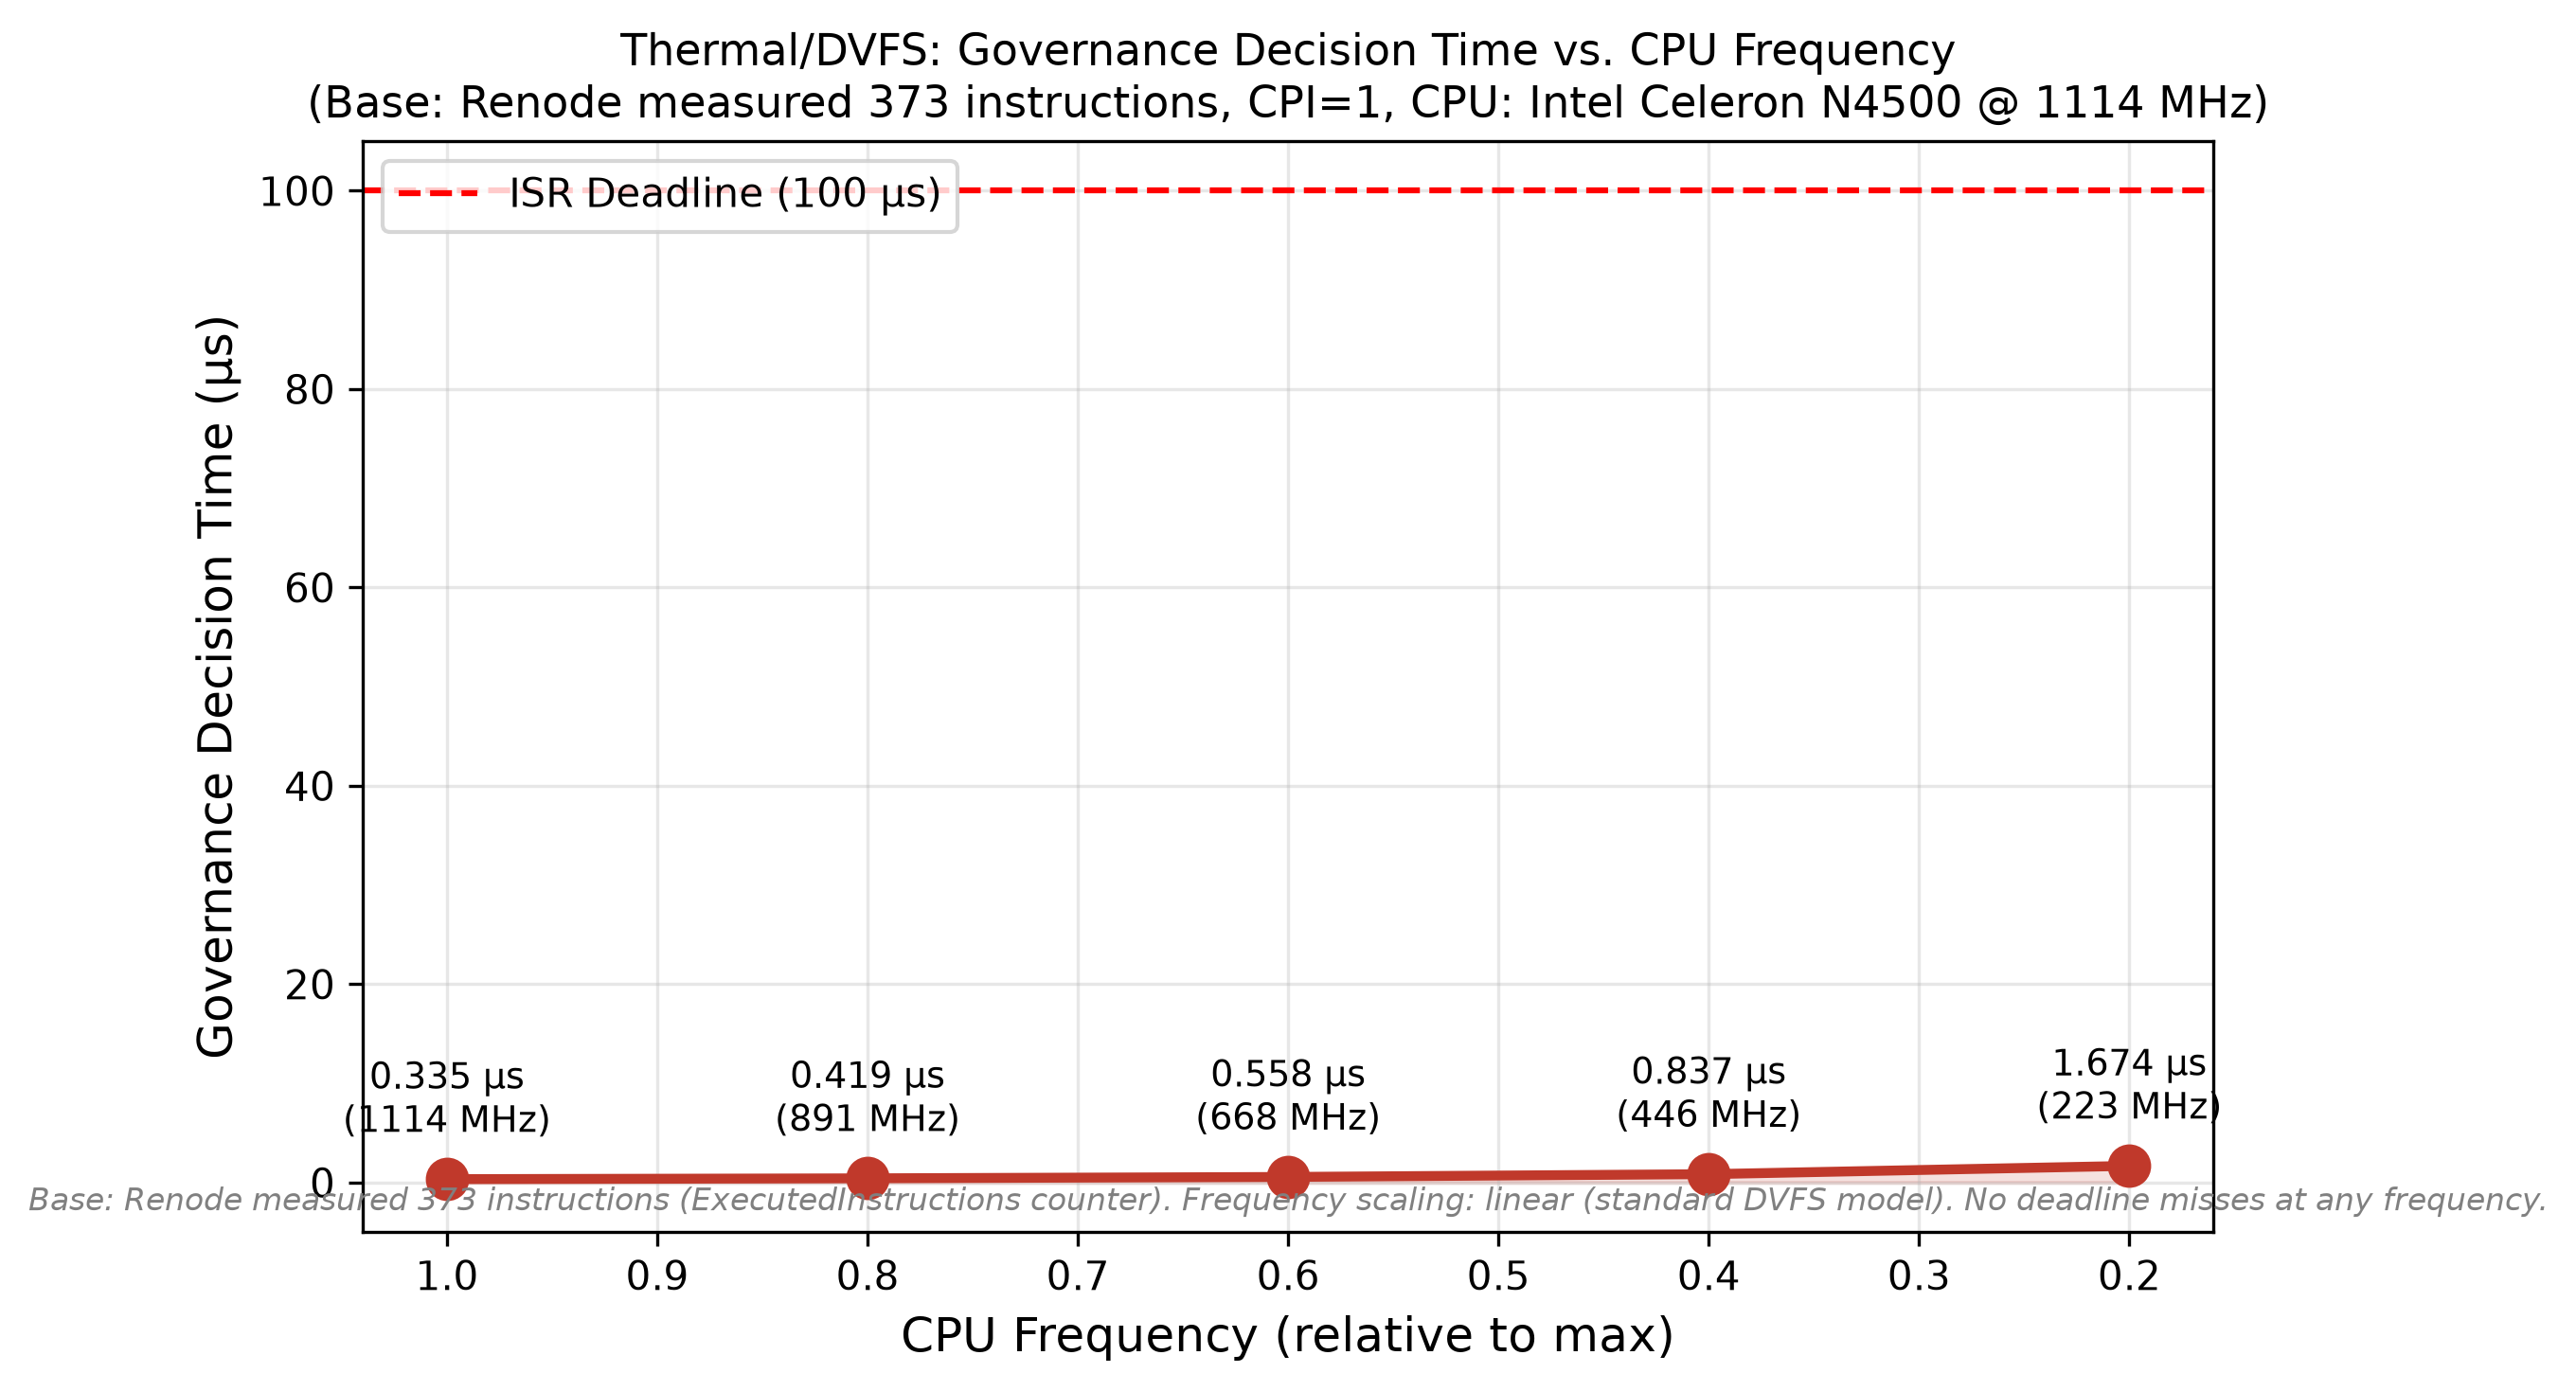 Thermal/DVFS: Governance Decision Time vs. CPU Frequency
(Base: Renode measured 373 instructions, CPI=1, CPU: Intel Celeron N4500 @ 1114 MHz)
ISR Deadline (100 µs)
Governance Decision Time (µs)
100
80
60
40
20
0
0.335 µs
(1114 MHz)
0.419 µs
(891 MHz)
0.558 µs
(668 MHz)
0.837 µs
(446 MHz)
1.674 µs
(223 MHz)
Base: Renode measured 373 instructions (ExecutedInstructions counter). Frequency scaling: linear (standard DVFS model). No deadline misses at any frequency.
1.0
0.9
0.8
0.7
0.6
0.5
0.4
0.3
0.2
CPU Frequency (relative to max)